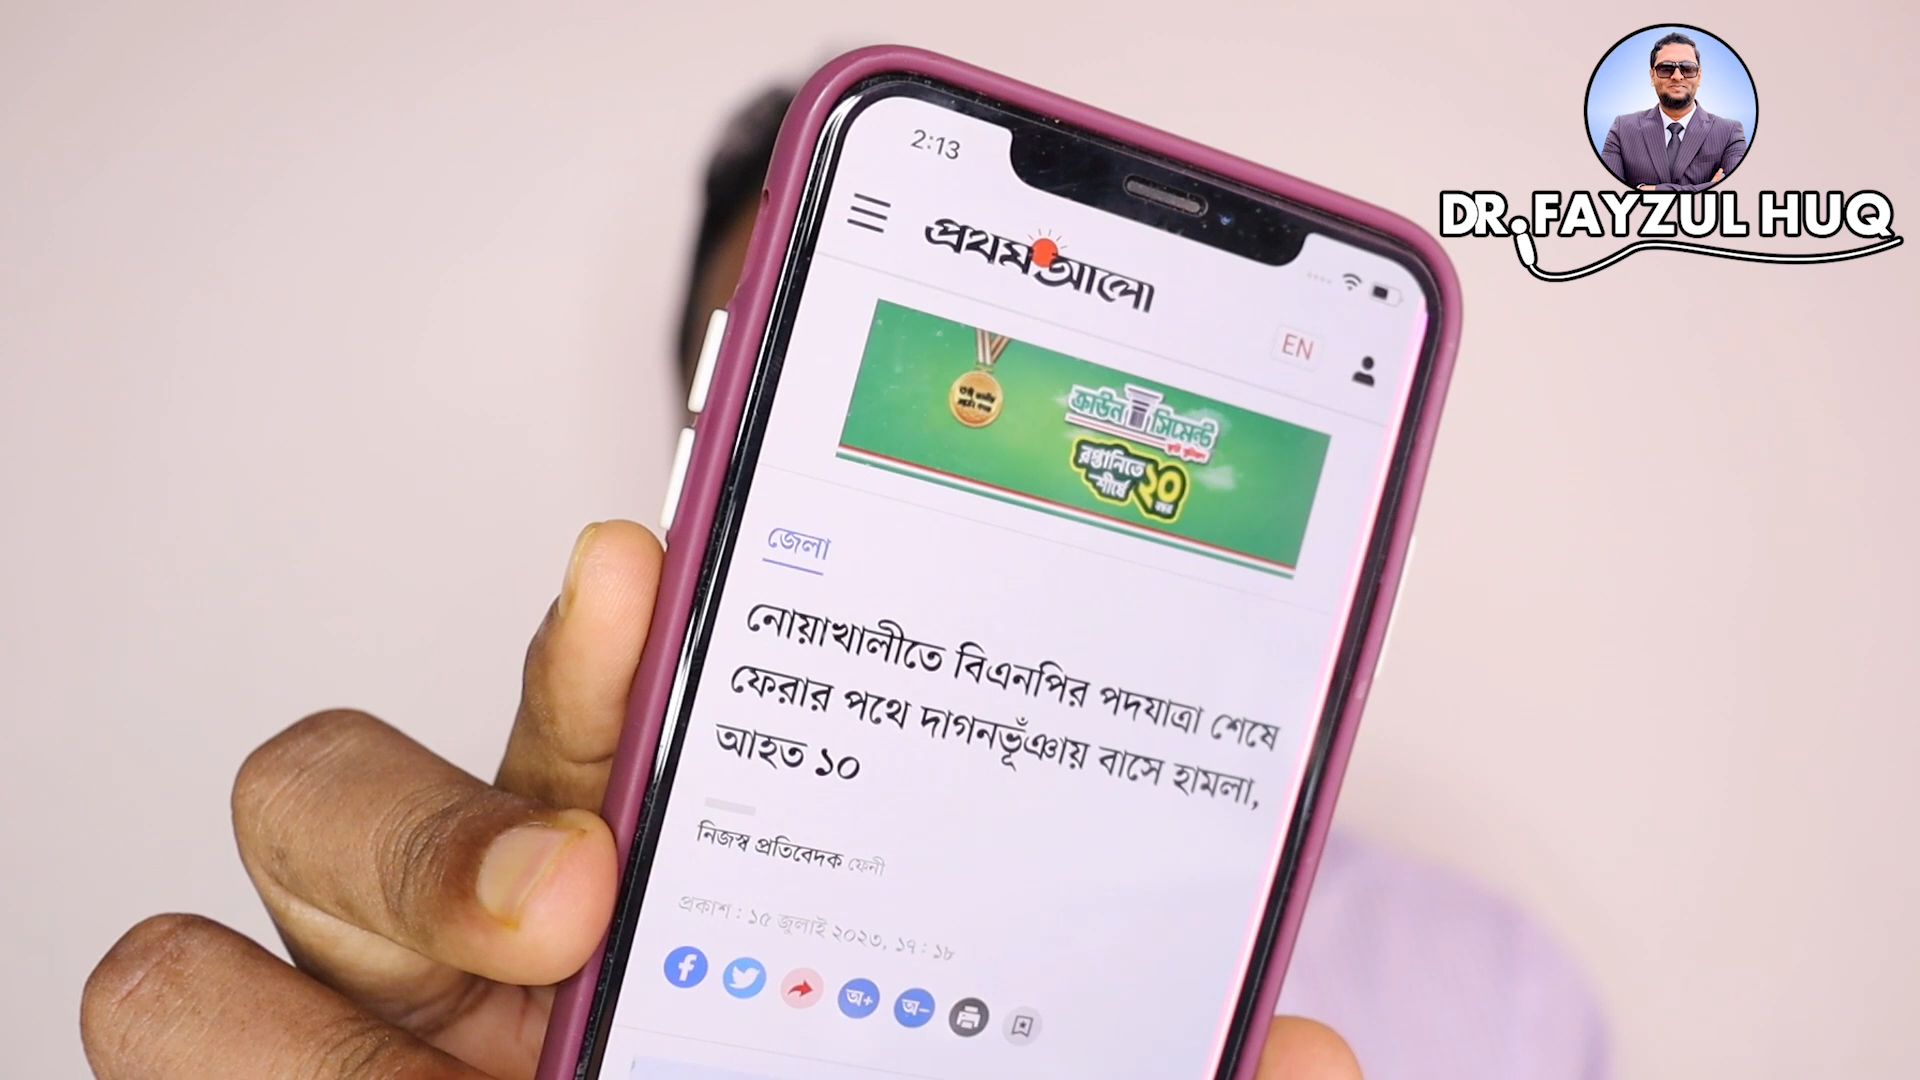 DR. FAYZUL HUQ
2:13
প্রথম আলো
EN
ক্রাউন সিমেন্ট
রপ্তানিতে
শীর্ষে ২০
জেলা
নোয়াখালীতে বিএনপির পদযাত্রা শেষে
ফেরার পথে দাগনভূঁঞায় বাসে হামলা,
আহত ১০
নিজস্ব প্রতিবেদক ফেনী
প্রকাশ : ১৫ জুলাই ২০২৩, ১৭ : ১৮
অ+ অ-